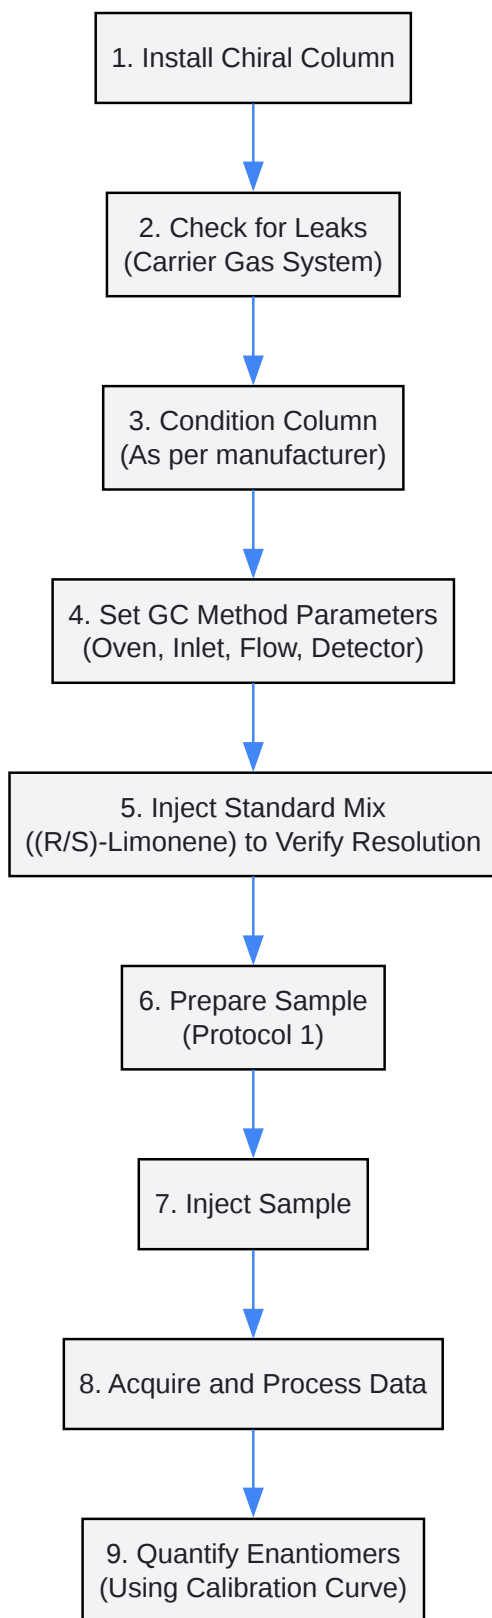 1. Install Chiral Column
2. Check for Leaks
(Carrier Gas System)
3. Condition Column
(As per manufacturer)
4. Set GC Method Parameters
(Oven, Inlet, Flow, Detector)
5. Inject Standard Mix
((R/S)-Limonene) to Verify Resolution
6. Prepare Sample
(Protocol 1)
7. Inject Sample
8. Acquire and Process Data
9. Quantify Enantiomers
(Using Calibration Curve)